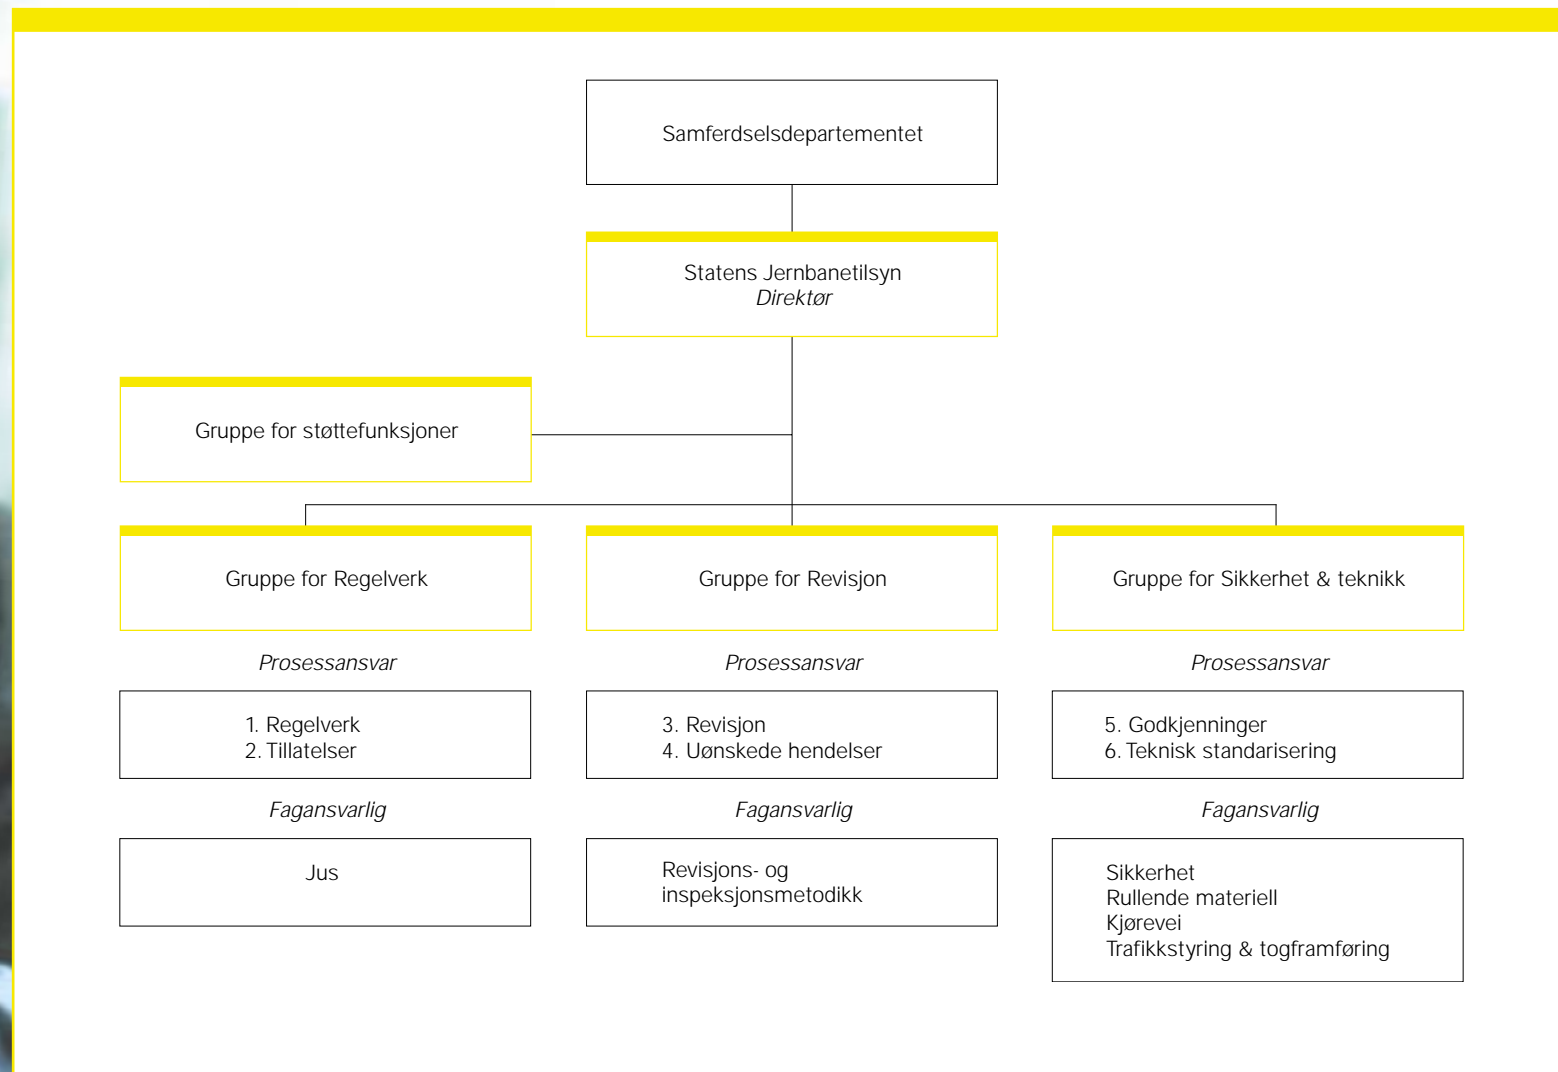 Samferdselsdepartementet
Statens Jernbanetilsyn
Direktør
Gruppe for støttefunksjoner
Gruppe for Regelverk
Prosessansvar
1. Regelverk
2. Tillatelser
Fagansvarlig
Jus
Gruppe for Revisjon
Prosessansvar
3. Revisjon
4. Uønskede hendelser
Fagansvarlig
Revisjons- og
inspeksjonsmetodikk
Gruppe for Sikkerhet & teknikk
Prosessansvar
5. Godkjenninger
6. Teknisk standarisering
Fagansvarlig
Sikkerhet
Rullende materiell
Kjørevei
Trafikkstyring & togframføring